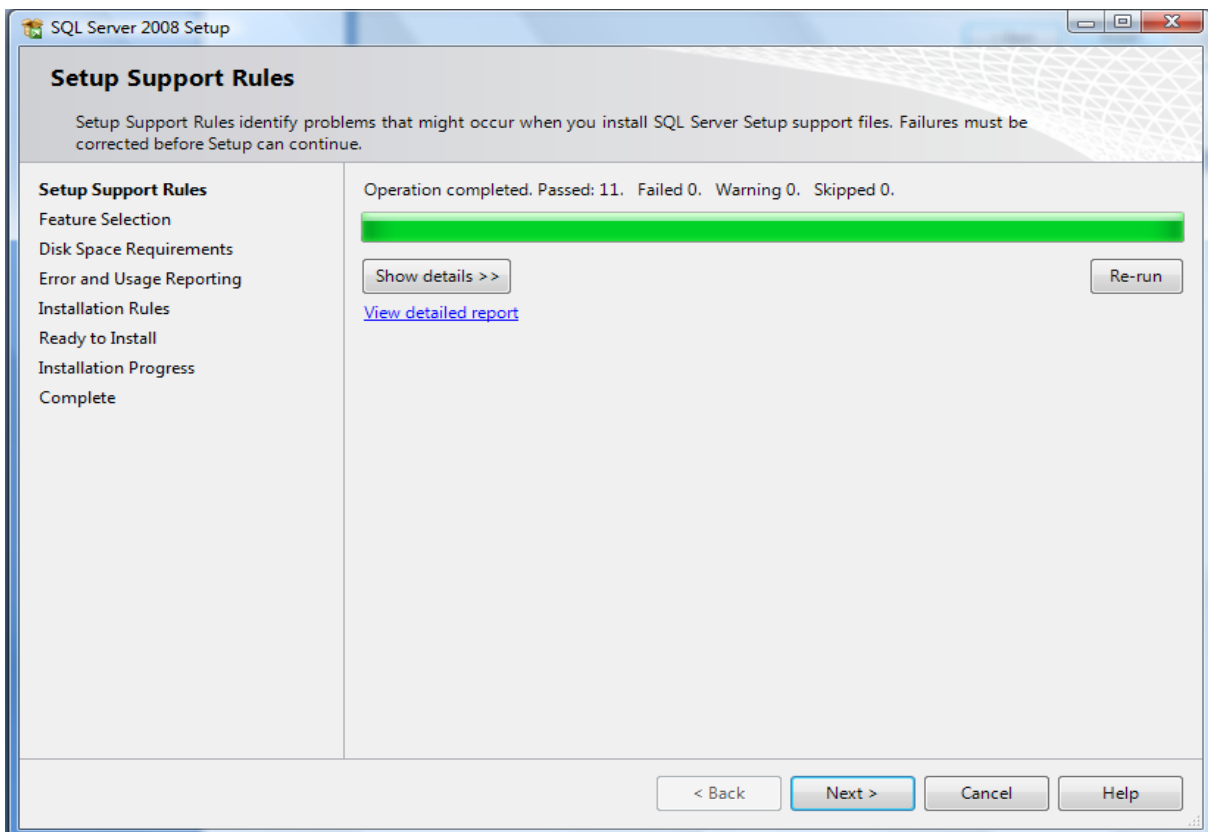 SQL Server 2008 Setup
Setup Support Rules
Setup Support Rules identify problems that might occur when you install SQL Server Setup support files. Failures must be
corrected before Setup can continue.
Setup Support Rules
Feature Selection
Disk Space Requirements
Error and Usage Reporting
Installation Rules
Ready to Install
Installation Progress
Complete
Operation completed. Passed: 11. Failed 0. Warning 0. Skipped 0.
Show details >>
Re-run
View detailed report
< Back
Next >
Cancel
Help